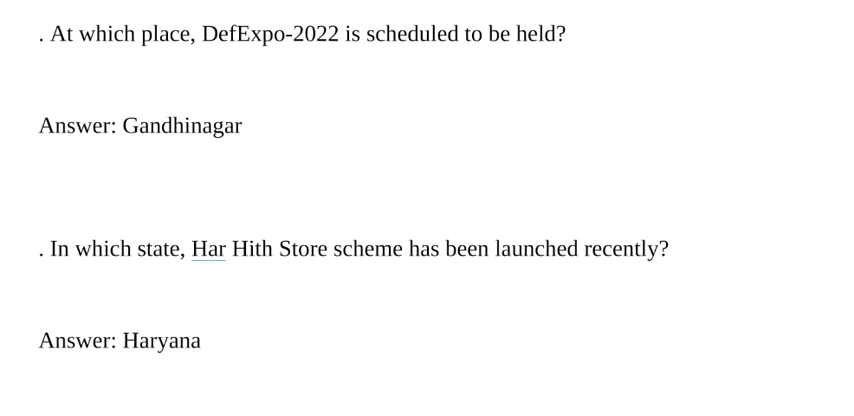 . At which place, DefExpo-2022 is scheduled to be held?
Answer: Gandhinagar
. In which state, Har Hith Store scheme has been launched recently?
Answer: Haryana